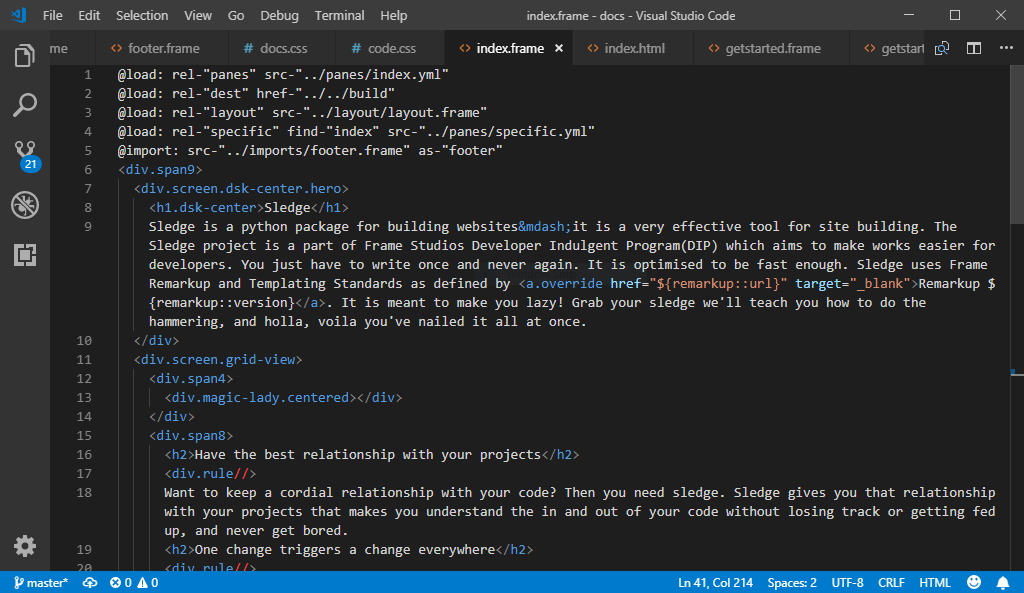 File Edit Selection View Go Debug Terminal Help index.frame - docs - Visual Studio Code
me <> footer.frame # docs.css # code.css <> index.frame × <> index.html <> getstarted.frame <> getstart
1 @load: rel-"panes" src-"../panes/index.yml"
2 @load: rel-"dest" href-"../../build"
3 @load: rel-"layout" src-"../layout/layout.frame"
4 @load: rel-"specific" find-"index" src-"../panes/specific.yml"
5 @import: src-"../imports/footer.frame" as-"footer"
6 <div.span9>
7 <div.screen.dsk-center.hero>
8 <h1.dsk-center>Sledge</h1>
9 Sledge is a python package for building websites&mdash;it is a very effective tool for site building. The
Sledge project is a part of Frame Studios Developer Indulgent Program(DIP) which aims to make works easier for
developers. You just have to write once and never again. It is optimised to be fast enough. Sledge uses Frame
Remarkup and Templating Standards as defined by <a.override href="${remarkup::url}" target="_blank">Remarkup $
{remarkup::version}</a>. It is meant to make you lazy! Grab your sledge we'll teach you how to do the
hammering, and holla, voila you've nailed it all at once.
10 </div>
11 <div.screen.grid-view>
12 <div.span4>
13 <div.magic-lady.centered></div>
14 </div>
15 <div.span8>
16 <h2>Have the best relationship with your projects</h2>
17 <div.rule//>
18 Want to keep a cordial relationship with your code? Then you need sledge. Sledge gives you that relationship
with your projects that makes you understand the in and out of your code without losing track or getting fed
up, and never get bored.
19 <h2>One change triggers a change everywhere</h2>
20 <div.rule//>
21
master* 0 0 Ln 41, Col 214 Spaces: 2 UTF-8 CRLF HTML